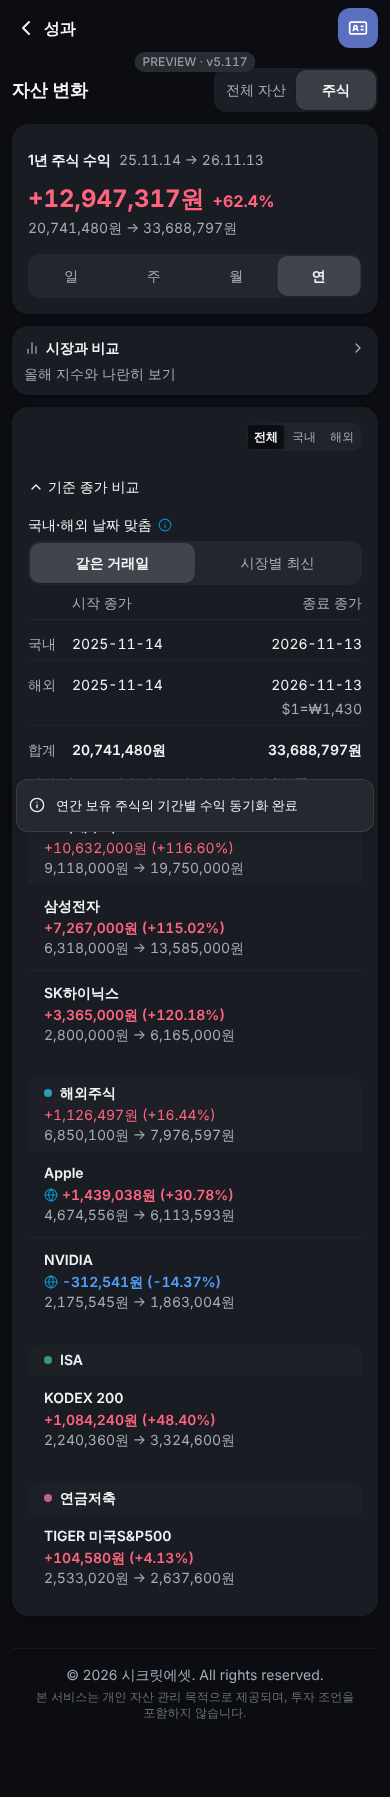 성과
PREVIEW · v5.117
자산 변화
전체 자산
주식
1년 주식 수익 25.11.14 → 26.11.13
+12,947,317원 +62.4%
20,741,480원 → 33,688,797원
일
주
월
연
시장과 비교
올해 지수와 나란히 보기
전체
국내
해외
기준 종가 비교
국내·해외 날짜 맞춤
같은 거래일
시장별 최신
시작 종가 종료 종가
국내 2025-11-14 2026-11-13
해외 2025-11-14 2026-11-13
$1=₩1,430
합계 20,741,480원 33,688,797원
연간 보유 주식의 기간별 수익 동기화 완료
+10,632,000원 (+116.60%)
9,118,000원 → 19,750,000원
삼성전자
+7,267,000원 (+115.02%)
6,318,000원 → 13,585,000원
SK하이닉스
+3,365,000원 (+120.18%)
2,800,000원 → 6,165,000원
해외주식
+1,126,497원 (+16.44%)
6,850,100원 → 7,976,597원
Apple
+1,439,038원 (+30.78%)
4,674,556원 → 6,113,593원
NVIDIA
-312,541원 (-14.37%)
2,175,545원 → 1,863,004원
ISA
KODEX 200
+1,084,240원 (+48.40%)
2,240,360원 → 3,324,600원
연금저축
TIGER 미국S&P500
+104,580원 (+4.13%)
2,533,020원 → 2,637,600원
© 2026 시크릿에셋. All rights reserved.
본 서비스는 개인 자산 관리 목적으로 제공되며, 투자 조언을
포함하지 않습니다.